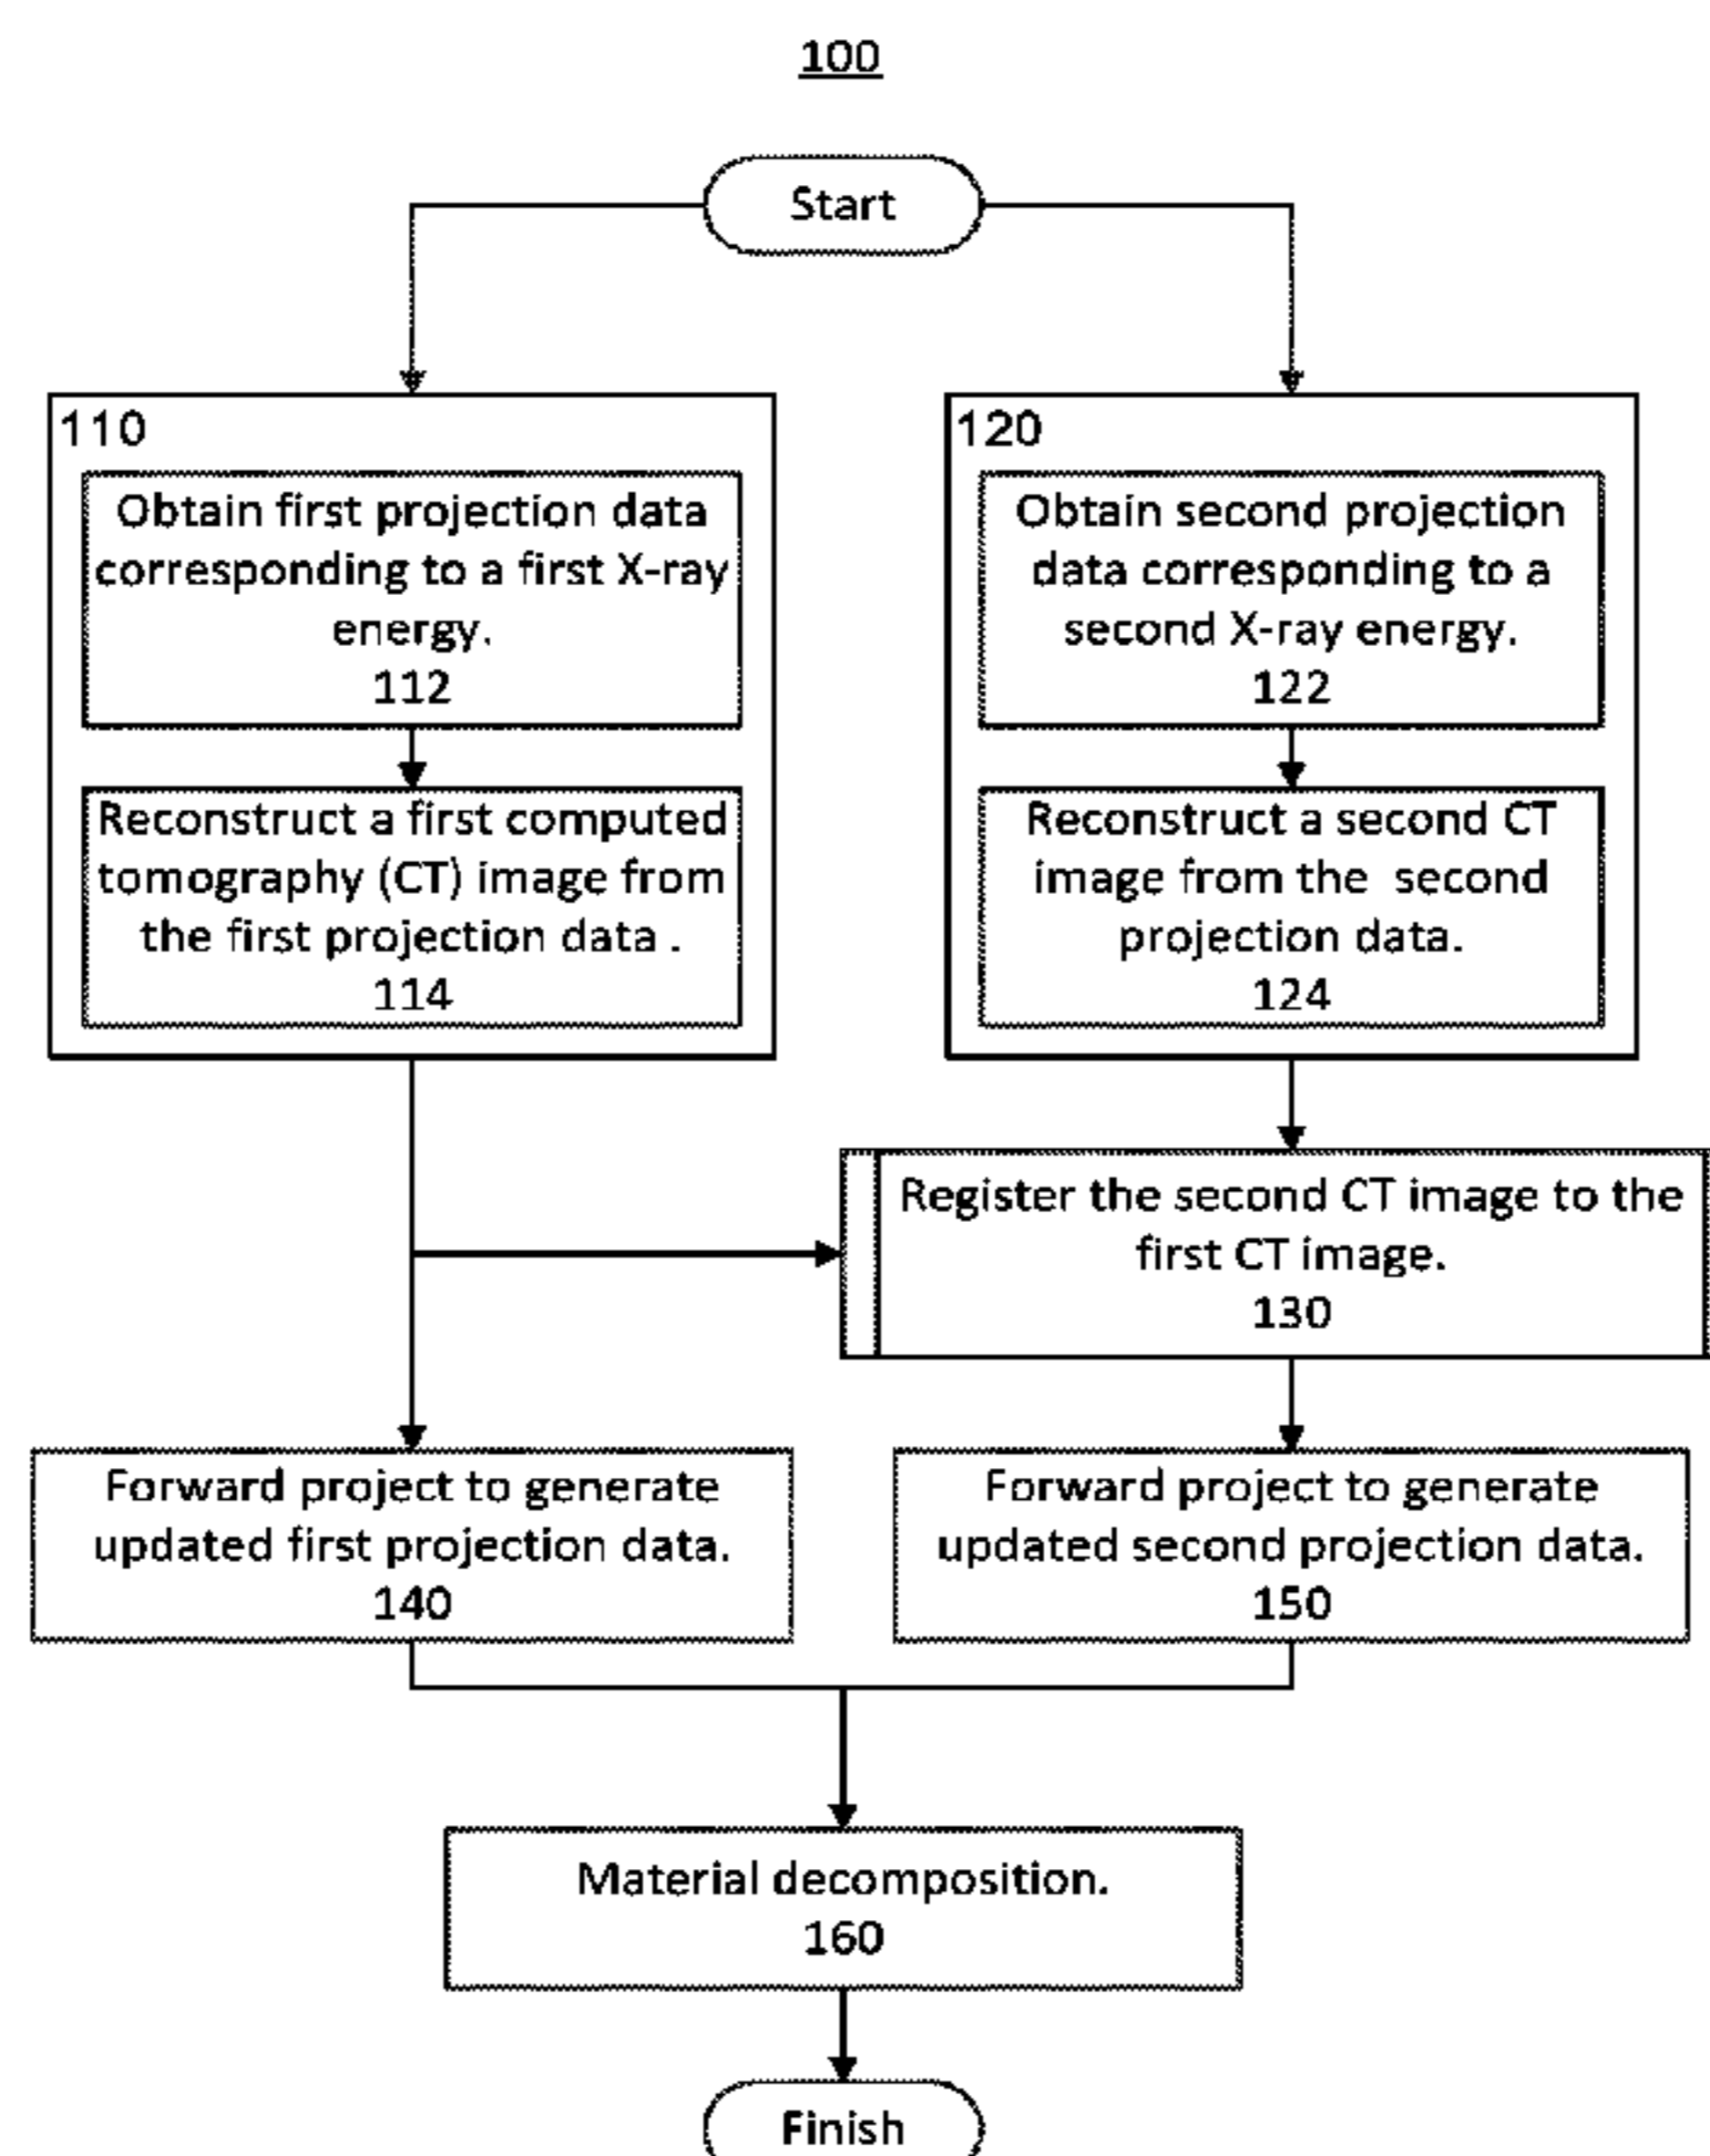 100
Start
110
Obtain first projection data
corresponding to a first X-ray
energy.
112
Reconstruct a first computed
tomography (CT) image from
the first projection data .
114
120
Obtain second projection
data corresponding to a
second X-ray energy.
122
Reconstruct a second CT
image from the second
projection data.
124
Register the second CT image to the
first CT image.
130
Forward project to generate
updated first projection data.
140
Forward project to generate
updated second projection data.
150
Material decomposition.
160
Finish